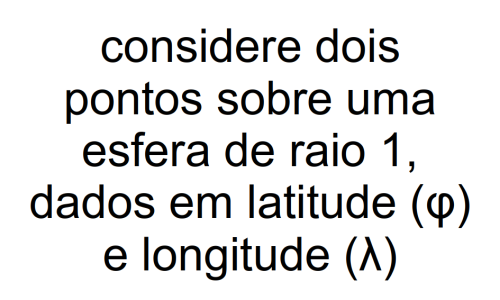 considere dois
pontos sobre uma
esfera de raio 1,
dados em latitude (φ)
e longitude (λ)